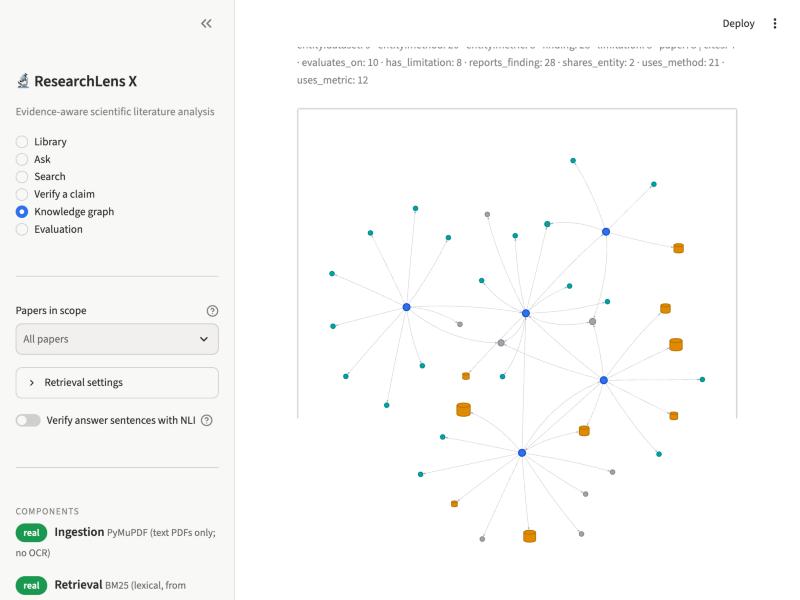 Deploy
ResearchLens X
Evidence-aware scientific literature analysis
Library
Ask
Search
Verify a claim
Knowledge graph
Evaluation
Papers in scope
All papers
Retrieval settings
Verify answer sentences with NLI
COMPONENTS
real Ingestion PyMuPDF (text PDFs only;
no OCR)
real Retrieval BM25 (lexical, from
· evaluates_on: 10 · has_limitation: 8 · reports_finding: 28 · shares_entity: 2 · uses_method: 21 ·
uses_metric: 12